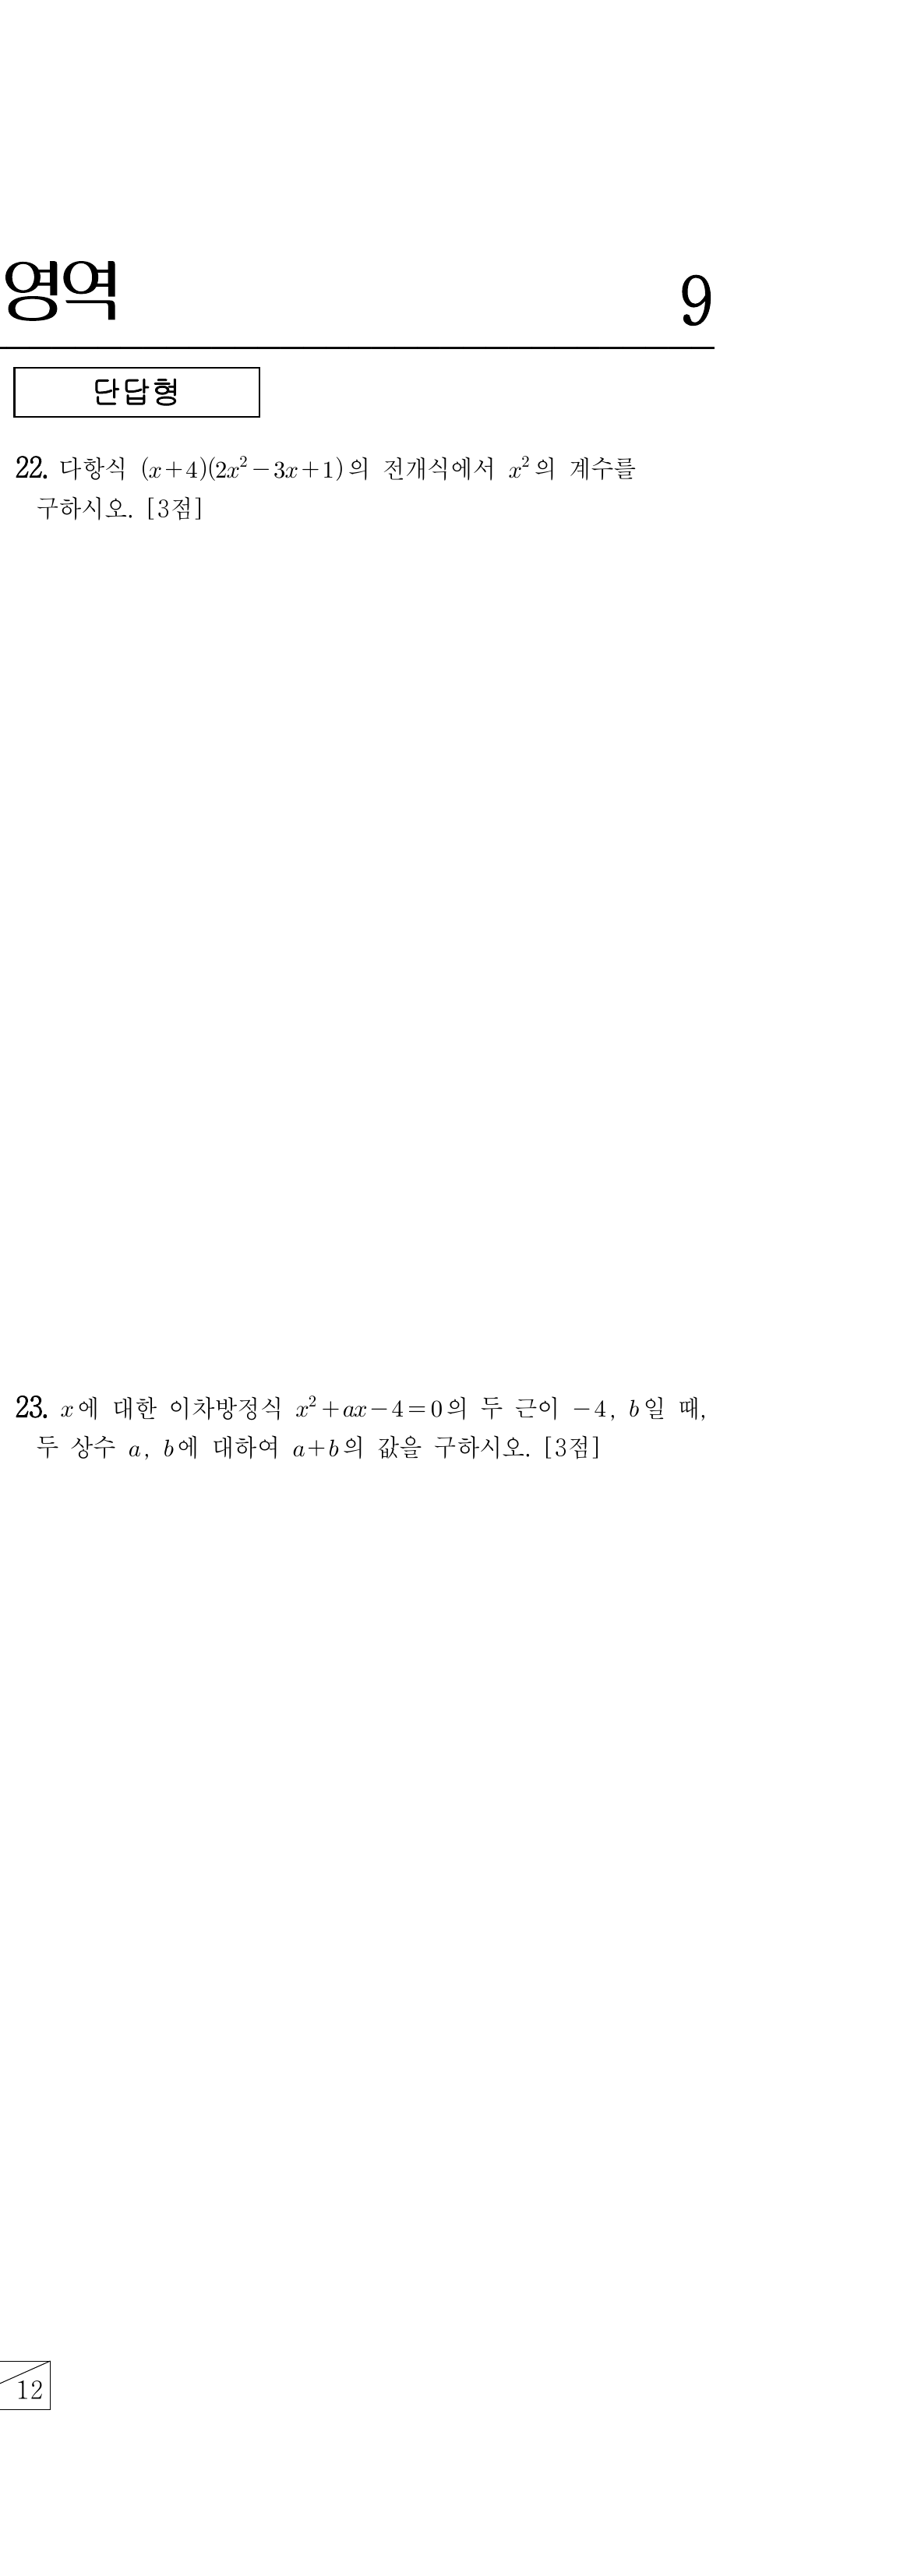 영역
9
단답형
22. 다항식 (x+4)(2x²-3x+1)의 전개식에서 x²의 계수를
구하시오. [3점]
23. x에 대한 이차방정식 x²+ax-4=0의 두 근이 -4, b일 때,
두 상수 a, b에 대하여 a+b의 값을 구하시오. [3점]
12